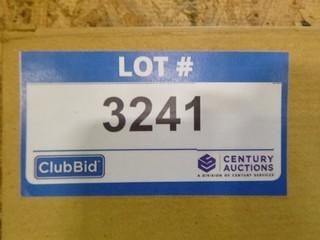 LOT #
3241
ClubBid
CENTURY
AUCTIONS
A DIVISION OF CENTURY SERVICES